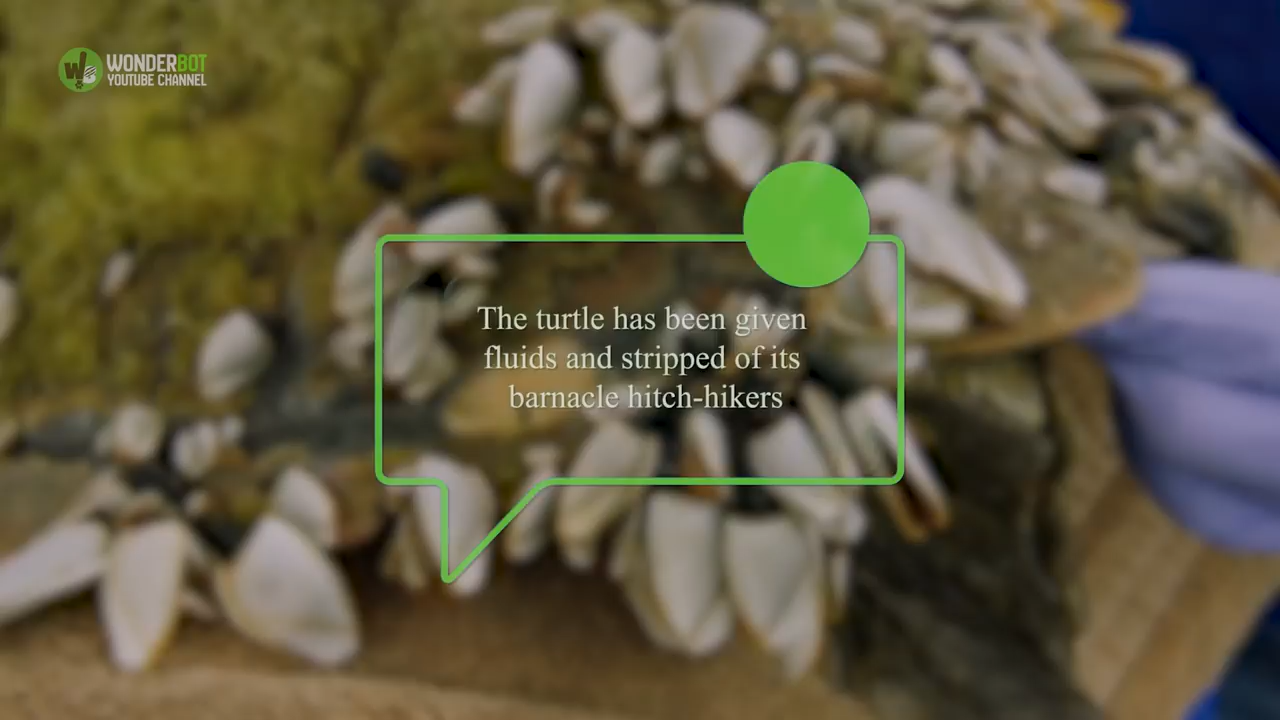 WONDERBOT
YOUTUBE CHANNEL
The turtle has been given
fluids and stripped of its
barnacle hitch-hikers